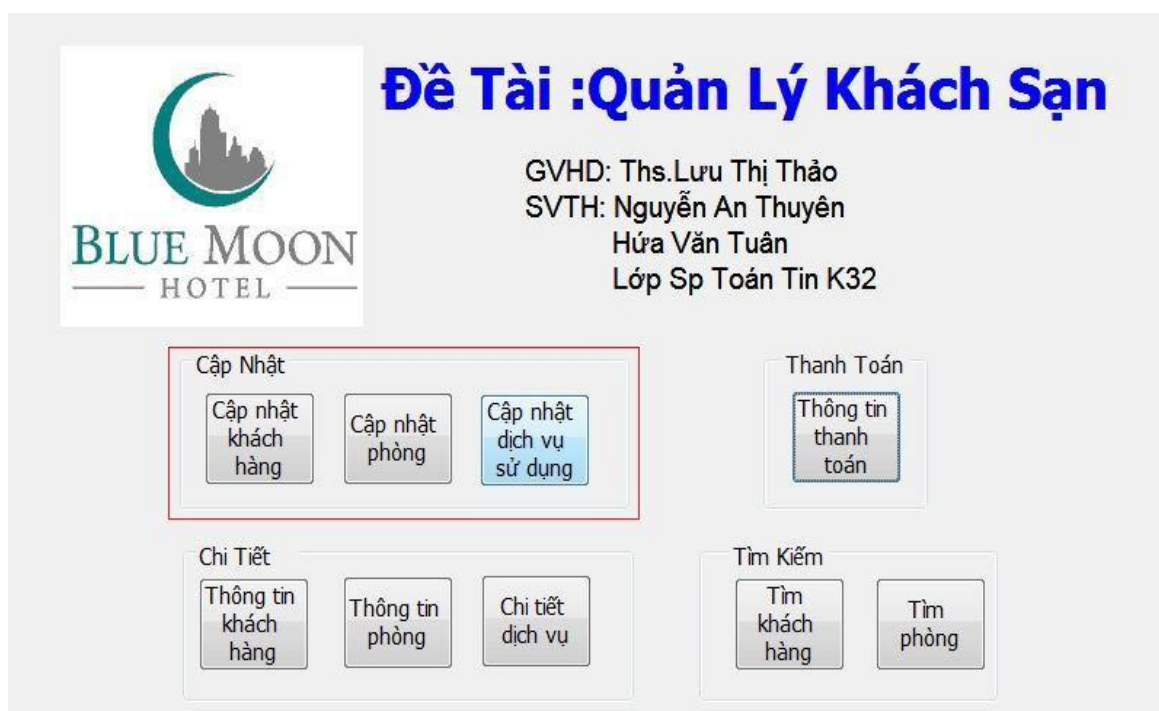 Đề Tài :Quản Lý Khách Sạn
GVHD: Ths.Lưu Thị Thảo
SVTH: Nguyễn An Thuyên
Hứa Văn Tuân
Lớp Sp Toán Tin K32
BLUE MOON
HOTEL
Cập Nhật
Cập nhật
khách
hàng
Cập nhật
phòng
Cập nhật
dịch vụ
sử dụng
Thanh Toán
Thông tin
thanh
toán
Chi Tiết
Thông tin
khách
hàng
Thông tin
phòng
Chi tiết
dịch vụ
Tìm Kiếm
Tìm
khách
hàng
Tìm
phòng